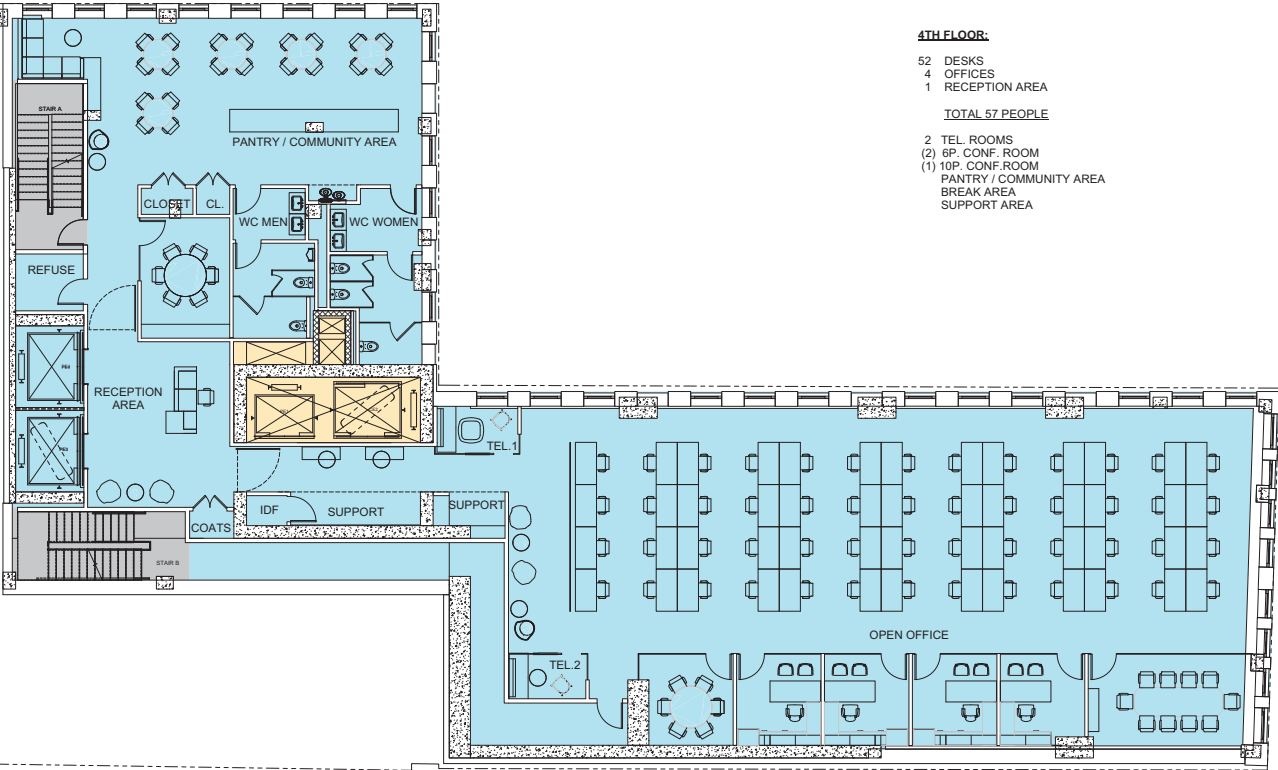 4TH FLOOR:
52 DESKS
4 OFFICES
1 RECEPTION AREA
TOTAL 57 PEOPLE
2 TEL. ROOMS
(2) 6P. CONF. ROOM
(1) 10P. CONF.ROOM
PANTRY / COMMUNITY AREA
BREAK AREA
SUPPORT AREA
STAIR A
PANTRY / COMMUNITY AREA
CLOSET
CL.
WC MEN
WC WOMEN
REFUSE
PE4
RECEPTION
AREA
PE3
TEL.1
IDF
SUPPORT
SUPPORT
COATS
STAIR B
OPEN OFFICE
TEL.2